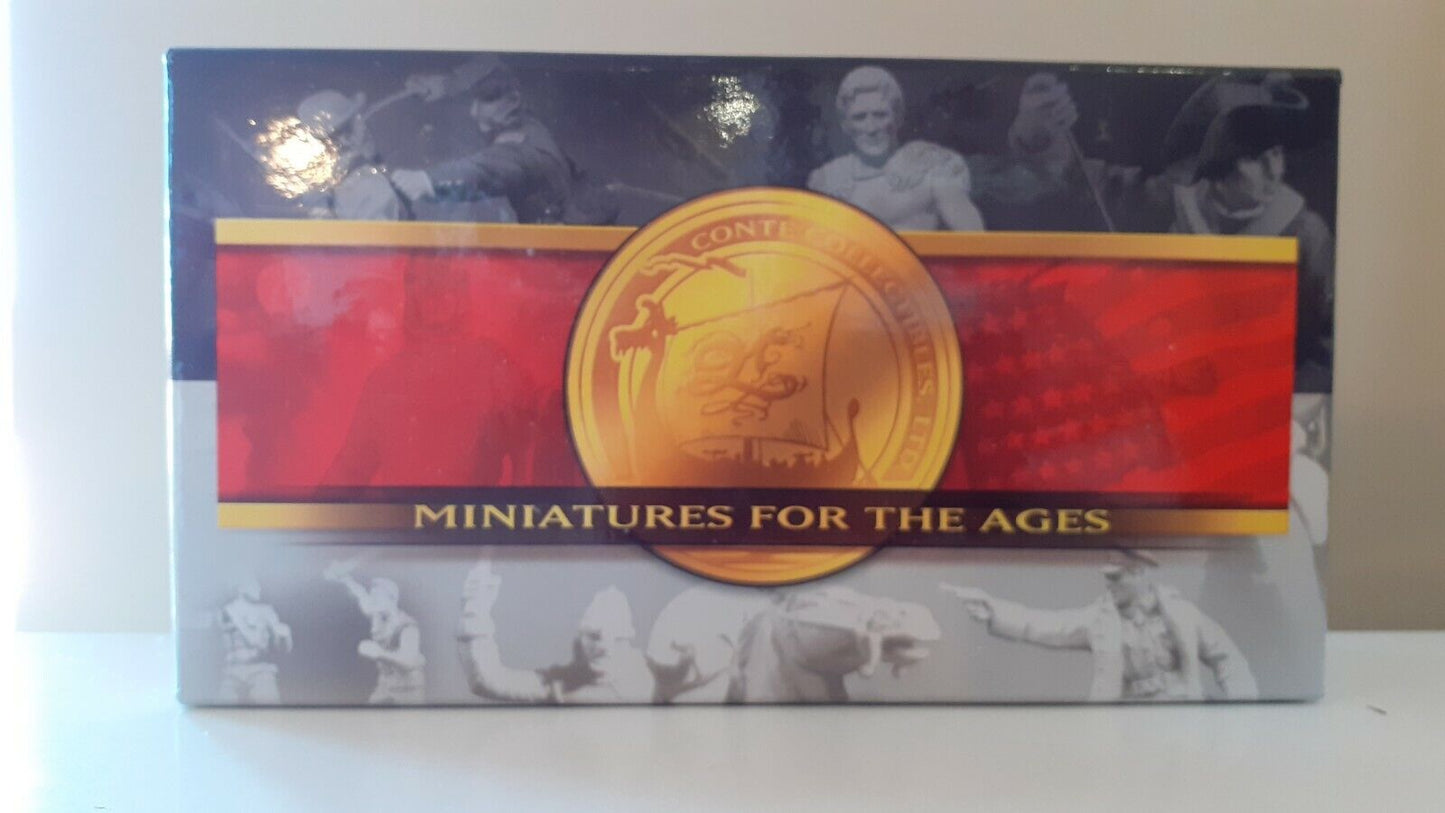 CONTE COLLECTIBLES, LTD
MINIATURES FOR THE AGES